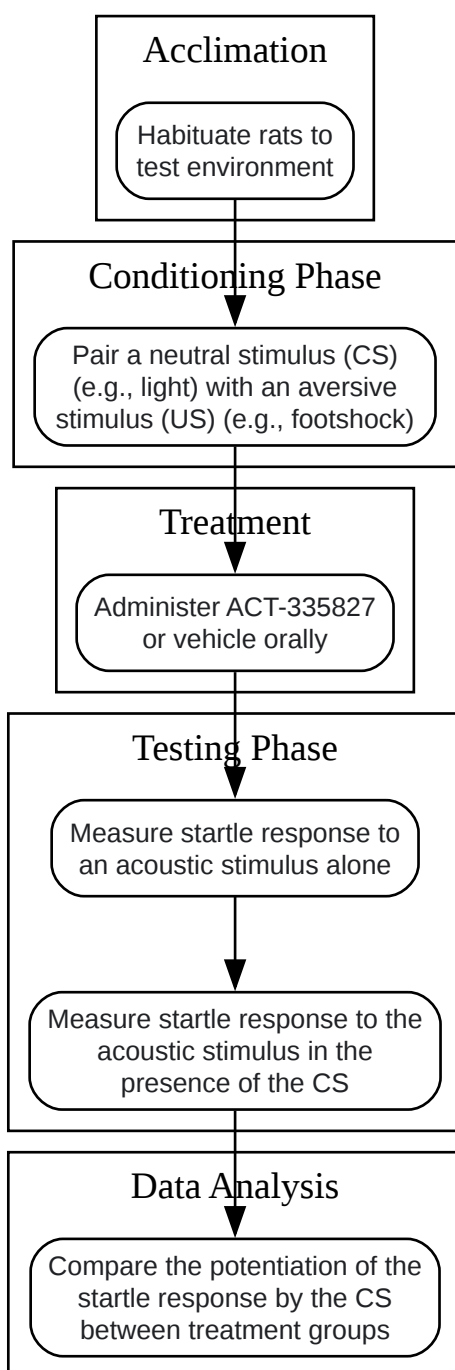 Acclimation
Habituate rats to
test environment
Conditioning Phase
Pair a neutral stimulus (CS)
(e.g., light) with an aversive
stimulus (US) (e.g., footshock)
Treatment
Administer ACT-335827
or vehicle orally
Testing Phase
Measure startle response to
an acoustic stimulus alone
Measure startle response to the
acoustic stimulus in the
presence of the CS
Data Analysis
Compare the potentiation of the
startle response by the CS
between treatment groups